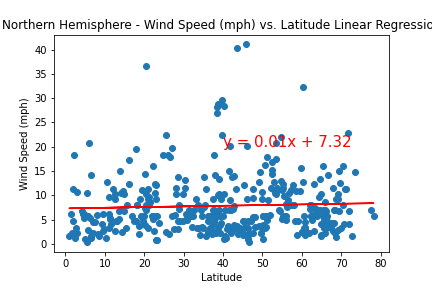 Northern Hemisphere - Wind Speed (mph) vs. Latitude Linear Regressio
40
35
30
25
20
15
10
5
0
Wind Speed (mph)
y = 0.01x + 7.32
0 10 20 30 40 50 60 70 80
Latitude